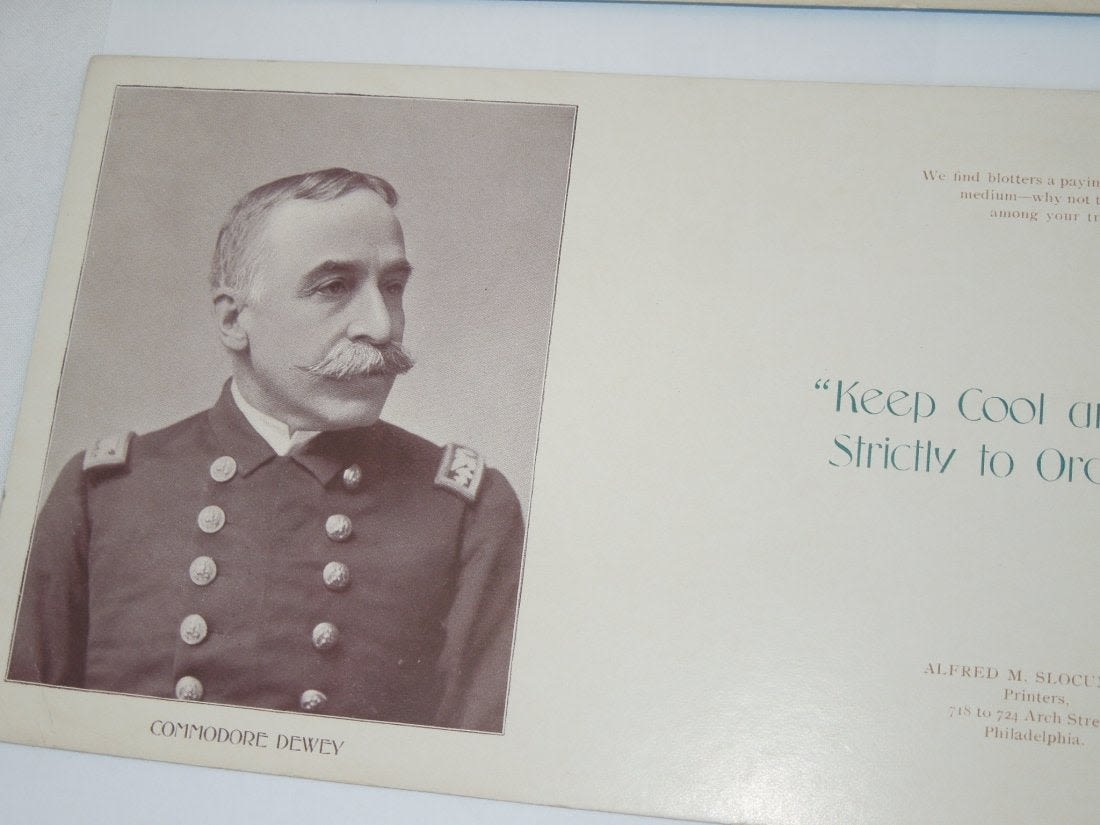 COMMODORE DEWEY
We find blotters a payin
medium—why not t
among your tr
"Keep Cool an
Strictly to Ord
ALFRED M. SLOCU
Printers,
718 to 724 Arch Stre
Philadelphia.